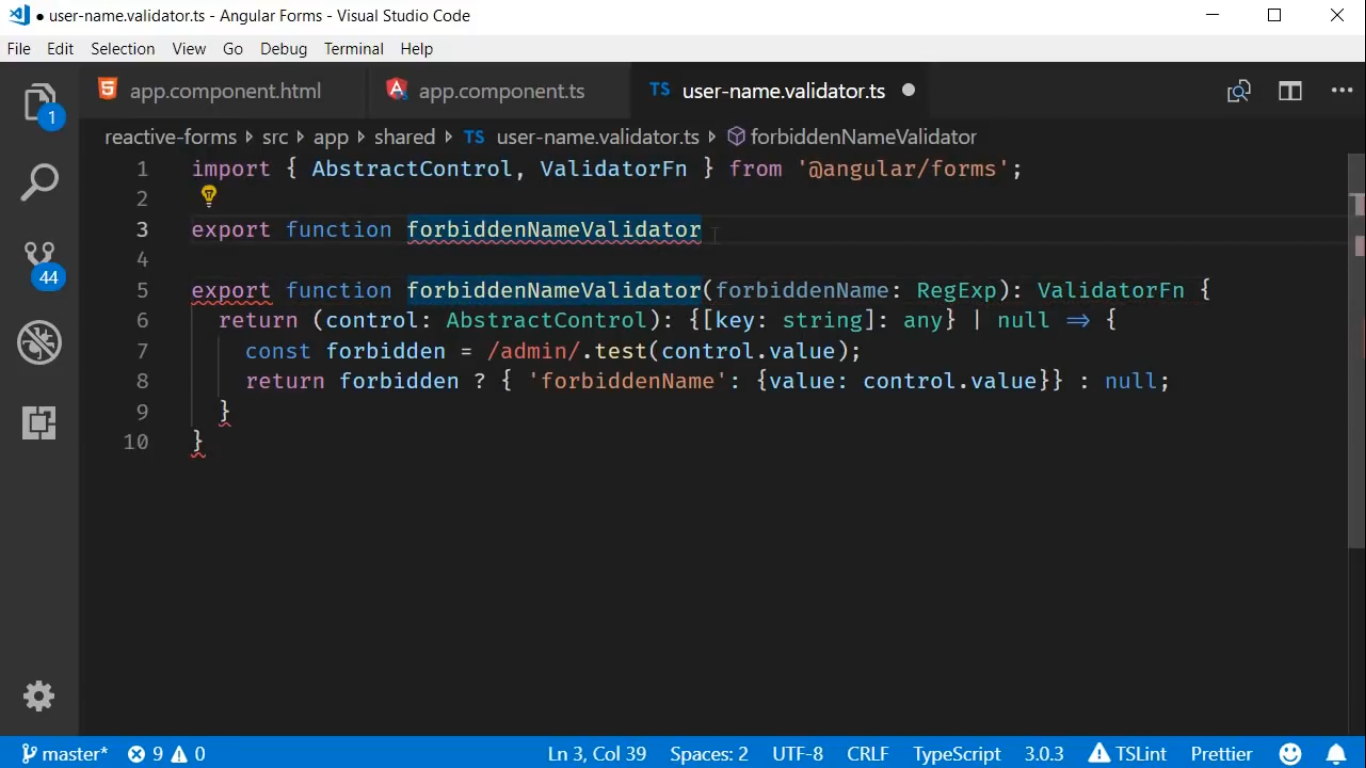 user-name.validator.ts - Angular Forms - Visual Studio Code
File Edit Selection View Go Debug Terminal Help
app.component.html app.component.ts TS user-name.validator.ts
1
reactive-forms src app shared TS user-name.validator.ts forbiddenNameValidator
1 import { AbstractControl, ValidatorFn } from '@angular/forms';
2
3 export function forbiddenNameValidator
4
44
5 export function forbiddenNameValidator(forbiddenName: RegExp): ValidatorFn {
6 return (control: AbstractControl): {[key: string]: any} | null => {
7 const forbidden = /admin/.test(control.value);
8 return forbidden ? { 'forbiddenName': {value: control.value}} : null;
9 }
10 }
master* 9 0 Ln 3, Col 39 Spaces: 2 UTF-8 CRLF TypeScript 3.0.3 TSLint Prettier